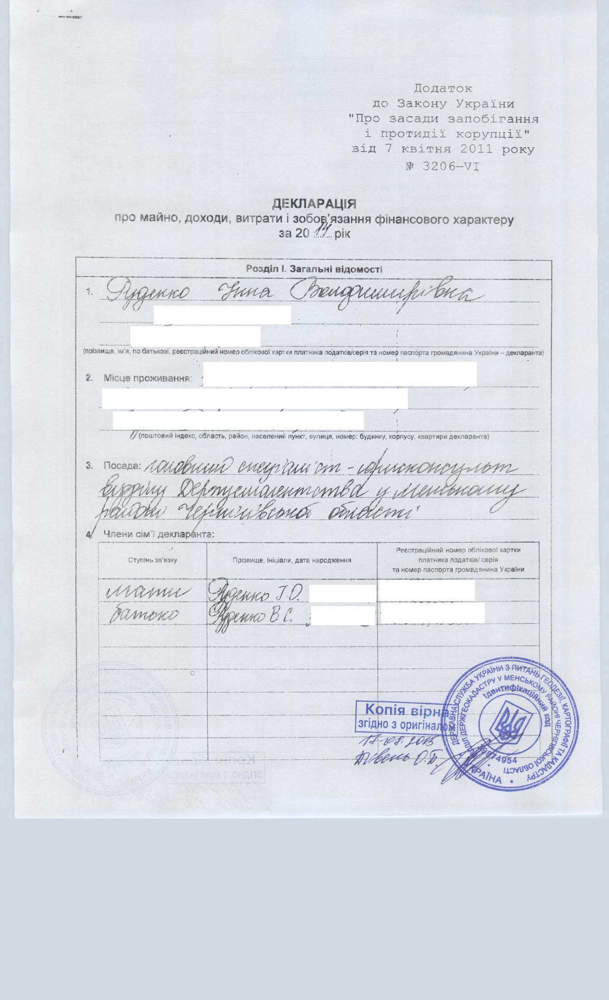 Додаток
до Закону України
"Про засади запобігання
і протидії корупції"
від 7 квітня 2011 року
№ 3206–VI
ДЕКЛАРАЦІЯ
про майно, доходи, витрати і зобов'язання фінансового характеру
за 2014 рік
Розділ І. Загальні відомості
1. Руденко Інна Володимирівна
(прізвище, ім'я, по батькові, реєстраційний номер облікової картки платника податків/серія та номер паспорта громадянина України – декларанта)
2. Місце проживання:
(поштовий індекс, область, район, населений пункт, вулиця, номер: будинку, корпусу, квартири декларанта)
3. Посада: головний спеціаліст - юрисконсульт
відділу Держземагентства у Менському
районі Чернігівської області
4. Члени сім'ї декларанта:
Ступінь зв'язку
Прізвище, ініціали, дата народження
Реєстраційний номер облікової картки
платника податків/ серія
та номер паспорта громадянина України
мати Руденко Г.О.
батько Руденко В.С.
Копія вірна
згідно з оригіналом
17.08.2015
Півень О.П.
ДЕРЖАВНА СЛУЖБА УКРАЇНИ З ПИТАНЬ ГЕОДЕЗІЇ, КАРТОГРАФІЇ ТА КАДАСТРУ
ВІДДІЛ ДЕРЖГЕОКАДАСТРУ У МЕНСЬКОМУ РАЙОНІ ЧЕРНІГІВСЬКОЇ ОБЛАСТІ
Ідентифікаційний код
УКРАЇНА